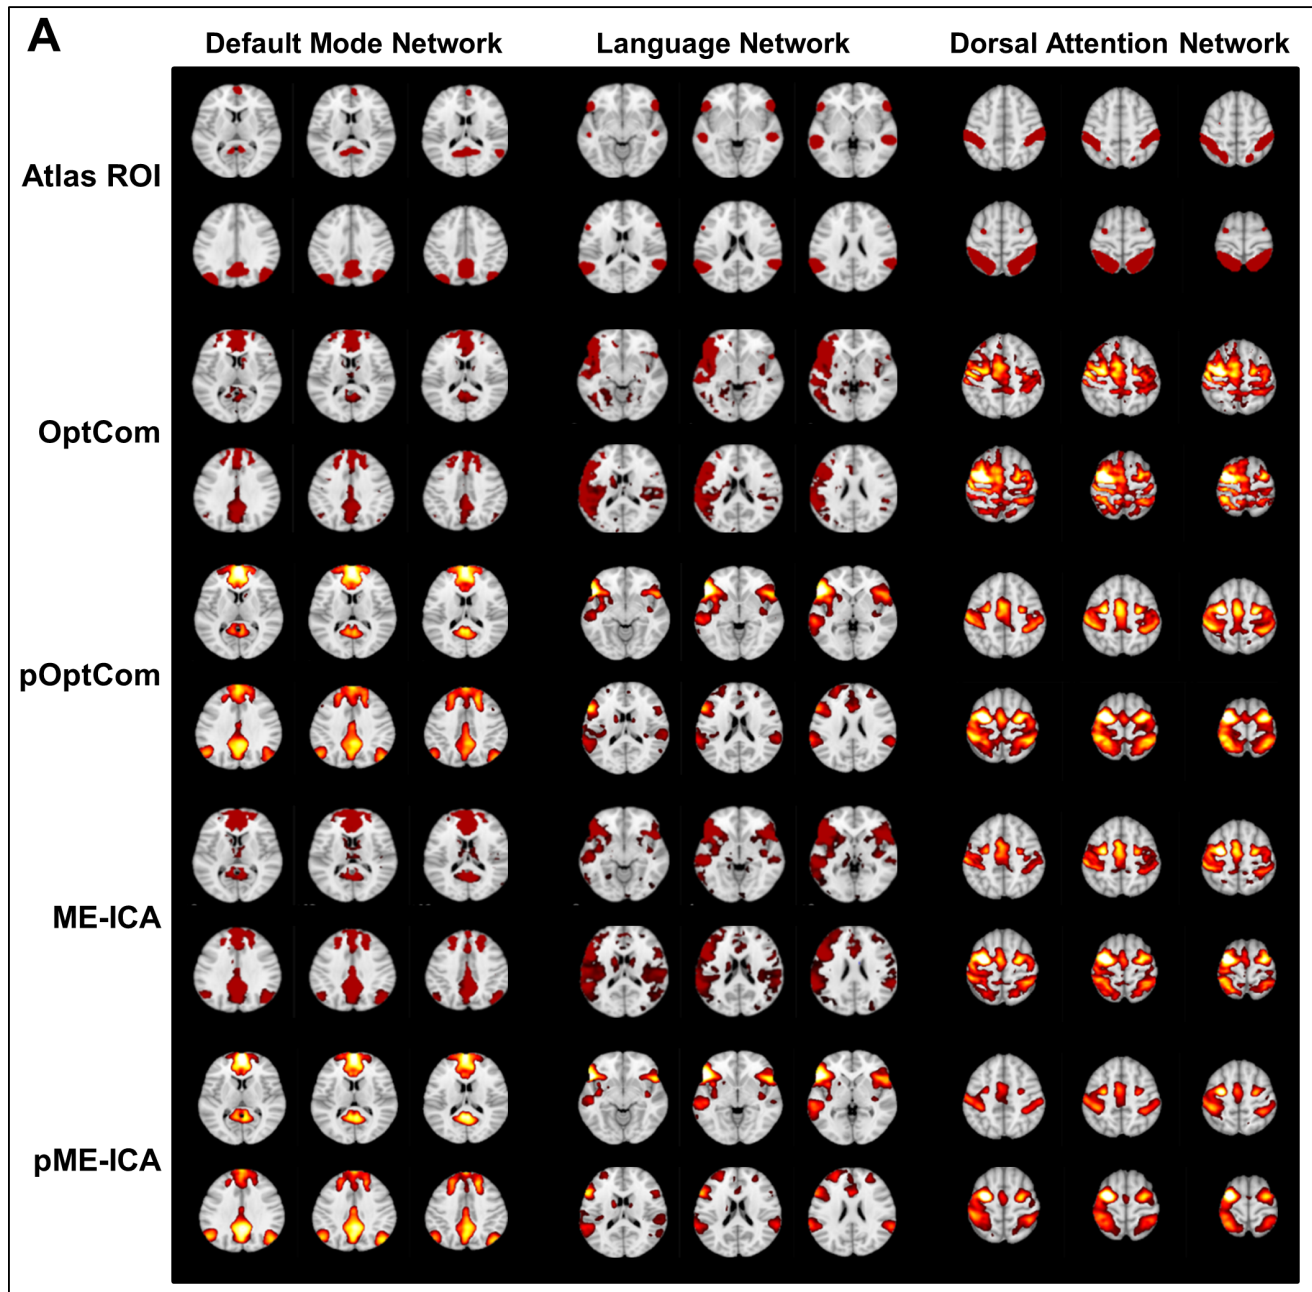 A
Default Mode Network
Language Network
Dorsal Attention Network
Atlas ROI
OptCom
pOptCom
ME-ICA
pME-ICA